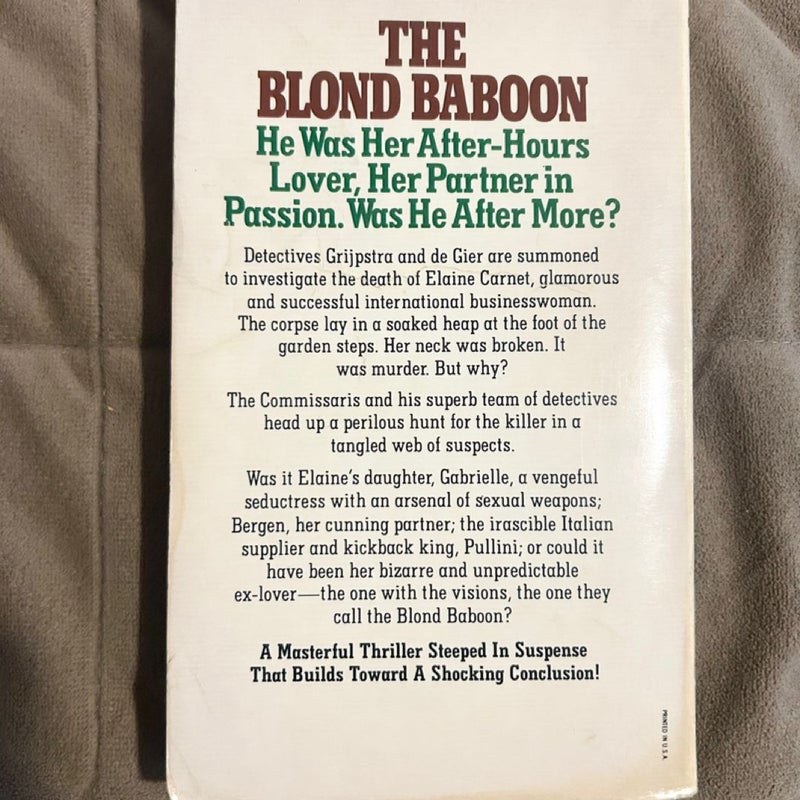 THE
BLOND BABOON
He Was Her After-Hours
Lover, Her Partner in
Passion. Was He After More?
Detectives Grijpstra and de Gier are summoned
to investigate the death of Elaine Carnet, glamorous
and successful international businesswoman.
The corpse lay in a soaked heap at the foot of the
garden steps. Her neck was broken. It
was murder. But why?
The Commissaris and his superb team of detectives
head up a perilous hunt for the killer in a
tangled web of suspects.
Was it Elaine's daughter, Gabrielle, a vengeful
seductress with an arsenal of sexual weapons;
Bergen, her cunning partner; the irascible Italian
supplier and kickback king, Pullini; or could it
have been her bizarre and unpredictable
ex-lover—the one with the visions, the one they
call the Blond Baboon?
A Masterful Thriller Steeped In Suspense
That Builds Toward A Shocking Conclusion!
PRINTED IN U.S.A.